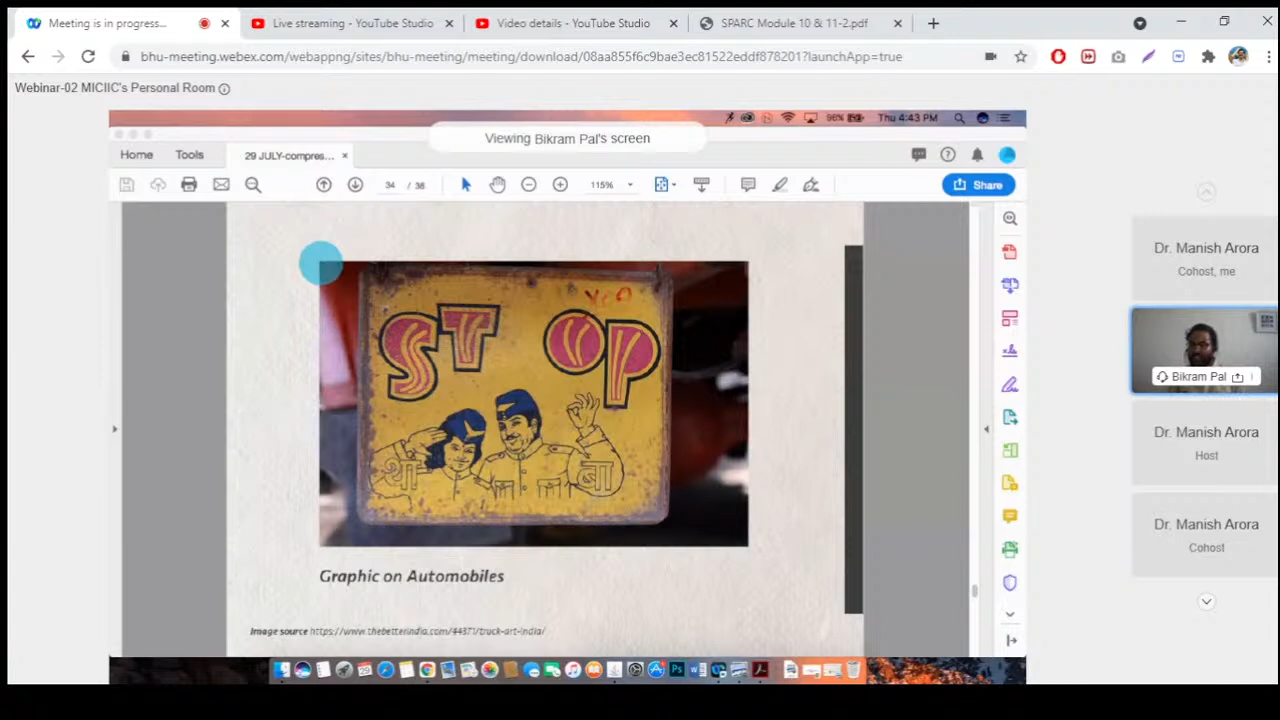 Meeting is in progress...
Live streaming - YouTube Studio
Video details - YouTube Studio
SPARC Module 10 & 11-2.pdf
bhu-meeting.webex.com/webappng/sites/bhu-meeting/meeting/download/08aa855f6c9bae3ec81522eddf878201?launchApp=true
Webinar-02 MICIIC's Personal Room
96% Thu 4:43 PM
Viewing Bikram Pal's screen
Home Tools 29 JULY-compres...
34 / 38 115% Share
ST OP
था बा
Graphic on Automobiles
Image source https://www.thebetterindia.com/44371/truck-art-india/
Dr. Manish Arora
Cohost, me
Bikram Pal
Dr. Manish Arora
Host
Dr. Manish Arora
Cohost